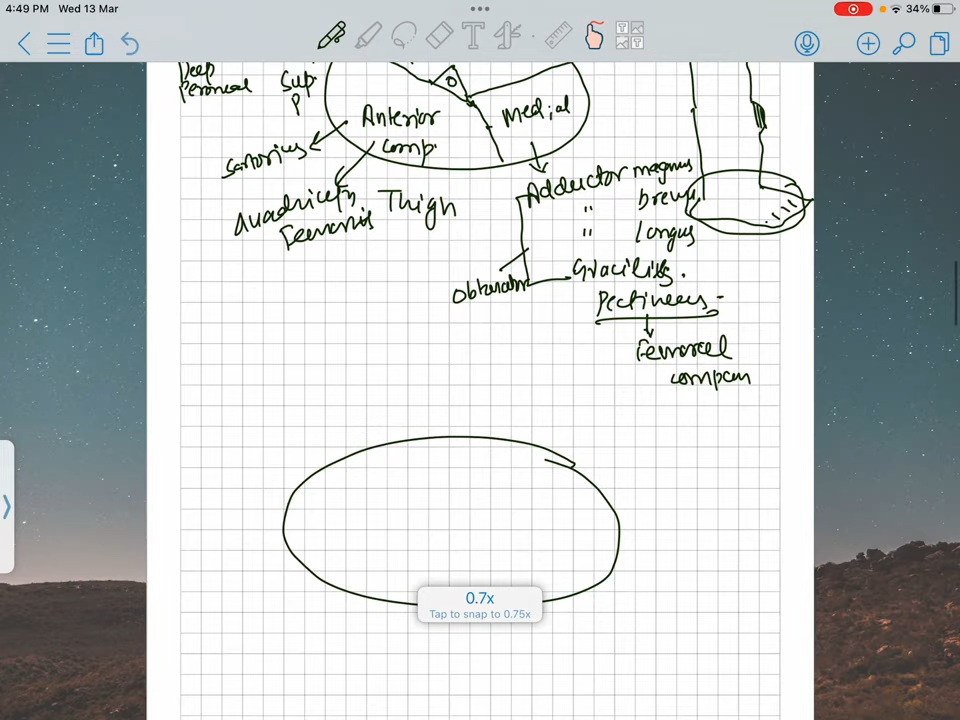 4:49 PM Wed 13 Mar
34%
Deep
Peroneal
Sup.
P
Anterior
comp.
Medial
Sartorius
Quadriceps
Femoris
Thigh
Adductor magnus
" brevis
" longus
Gracilis.
Obturator
Pectineus -
Femoral
compan
0.7x
Tap to snap to 0.75x